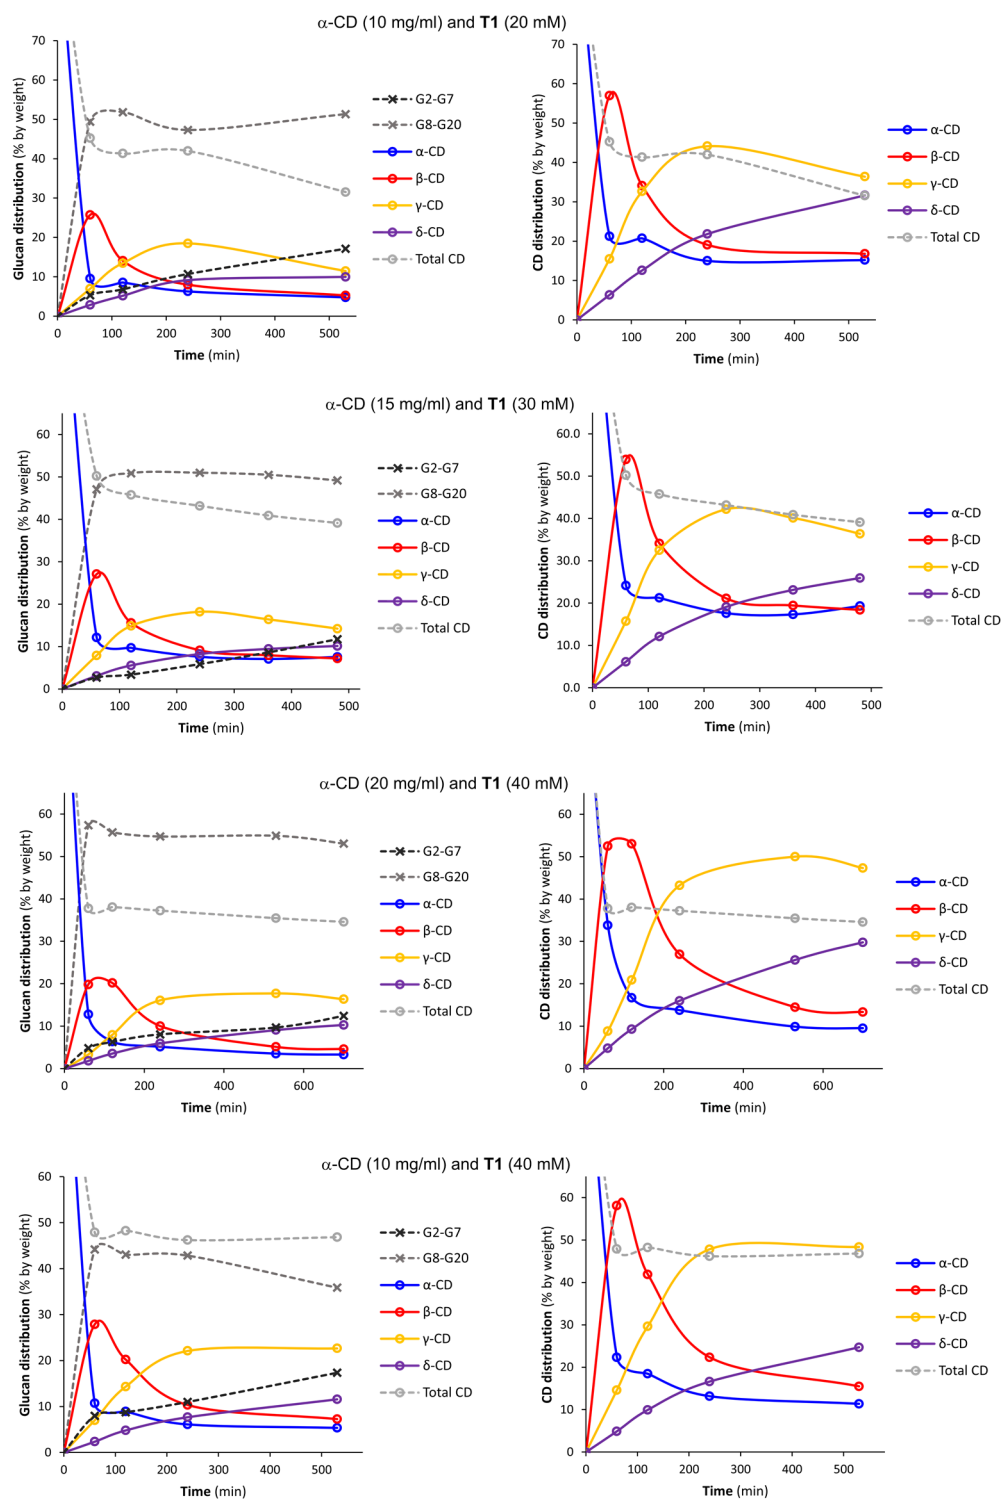 α-CD (10 mg/ml) and T1 (20 mM)
Glucan distribution (% by weight)
70
60
50
40
30
20
10
0
0 100 200 300 400 500
Time (min)
G2-G7
G8-G20
α-CD
β-CD
γ-CD
δ-CD
Total CD
CD distribution (% by weight)
70
60
50
40
30
20
10
0
0 100 200 300 400 500
Time (min)
α-CD
β-CD
γ-CD
δ-CD
Total CD
α-CD (15 mg/ml) and T1 (30 mM)
Glucan distribution (% by weight)
60
50
40
30
20
10
0
0 100 200 300 400 500
Time (min)
G2-G7
G8-G20
α-CD
β-CD
γ-CD
δ-CD
Total CD
CD distribution (% by weight)
60.0
50.0
40.0
30.0
20.0
10.0
0.0
0 100 200 300 400 500
Time (min)
α-CD
β-CD
γ-CD
δ-CD
Total CD
α-CD (20 mg/ml) and T1 (40 mM)
Glucan distribution (% by weight)
60
50
40
30
20
10
0
0 200 400 600
Time (min)
G2-G7
G8-G20
α-CD
β-CD
γ-CD
δ-CD
Total CD
CD distribution (% by weight)
60
50
40
30
20
10
0
0 200 400 600
Time (min)
α-CD
β-CD
γ-CD
δ-CD
Total CD
α-CD (10 mg/ml) and T1 (40 mM)
Glucan distribution (% by weight)
60
50
40
30
20
10
0
0 100 200 300 400 500
Time (min)
G2-G7
G8-G20
α-CD
β-CD
γ-CD
δ-CD
Total CD
CD distribution (% by weight)
60
50
40
30
20
10
0
0 100 200 300 400 500
Time (min)
α-CD
β-CD
γ-CD
δ-CD
Total CD